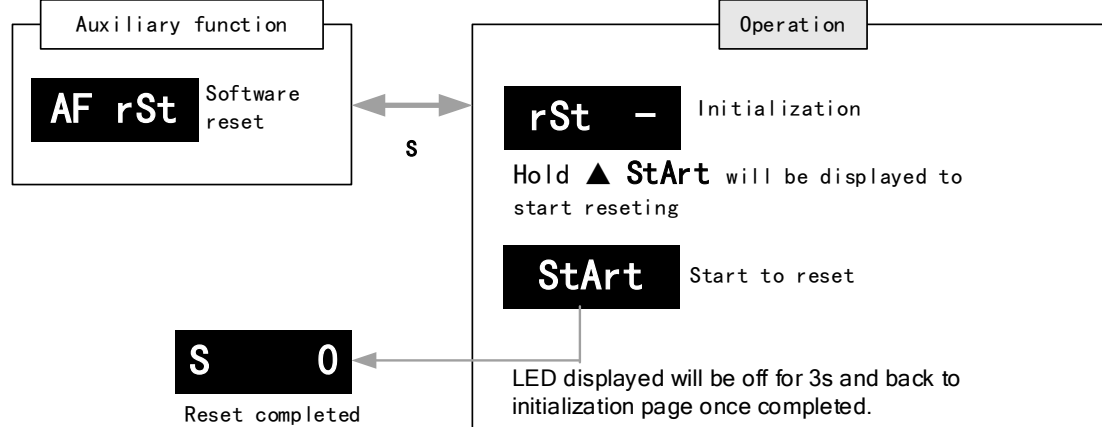 Auxiliary function
AF rSt
Software
reset
S
Operation
rSt －
Initialization
Hold ▲ StArt will be displayed to
start reseting
StArt
Start to reset
S 0
Reset completed
LED displayed will be off for 3s and back to
initialization page once completed.